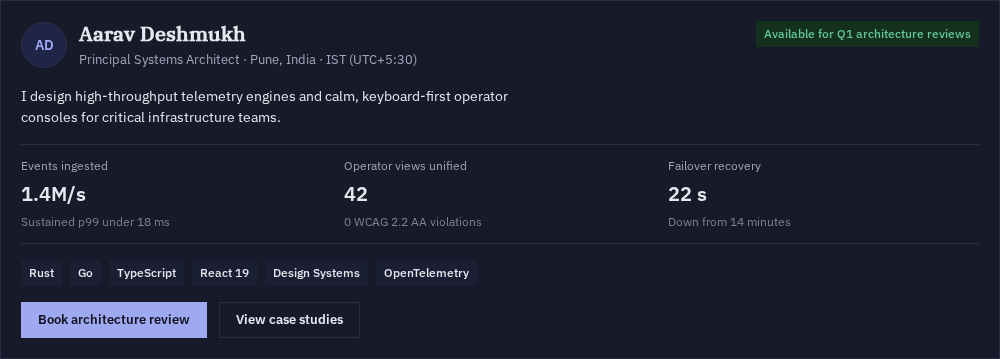 AD
Aarav Deshmukh
Principal Systems Architect · Pune, India · IST (UTC+5:30)
Available for Q1 architecture reviews
I design high-throughput telemetry engines and calm, keyboard-first operator
consoles for critical infrastructure teams.
Events ingested
1.4M/s
Sustained p99 under 18 ms
Operator views unified
42
0 WCAG 2.2 AA violations
Failover recovery
22 s
Down from 14 minutes
Rust Go TypeScript React 19 Design Systems OpenTelemetry
Book architecture review View case studies